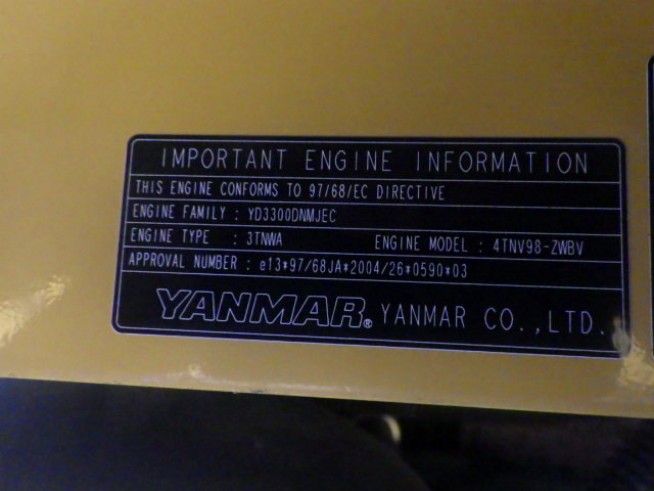 IMPORTANT ENGINE INFORMATION
THIS ENGINE CONFORMS TO 97/68/EC DIRECTIVE
ENGINE FAMILY : YD3300DNMJEC
ENGINE TYPE : 3TNWA ENGINE MODEL : 4TNV98-ZWBV
APPROVAL NUMBER : e13*97/68JA*2004/26*0590*03
YANMAR® YANMAR CO.,LTD.